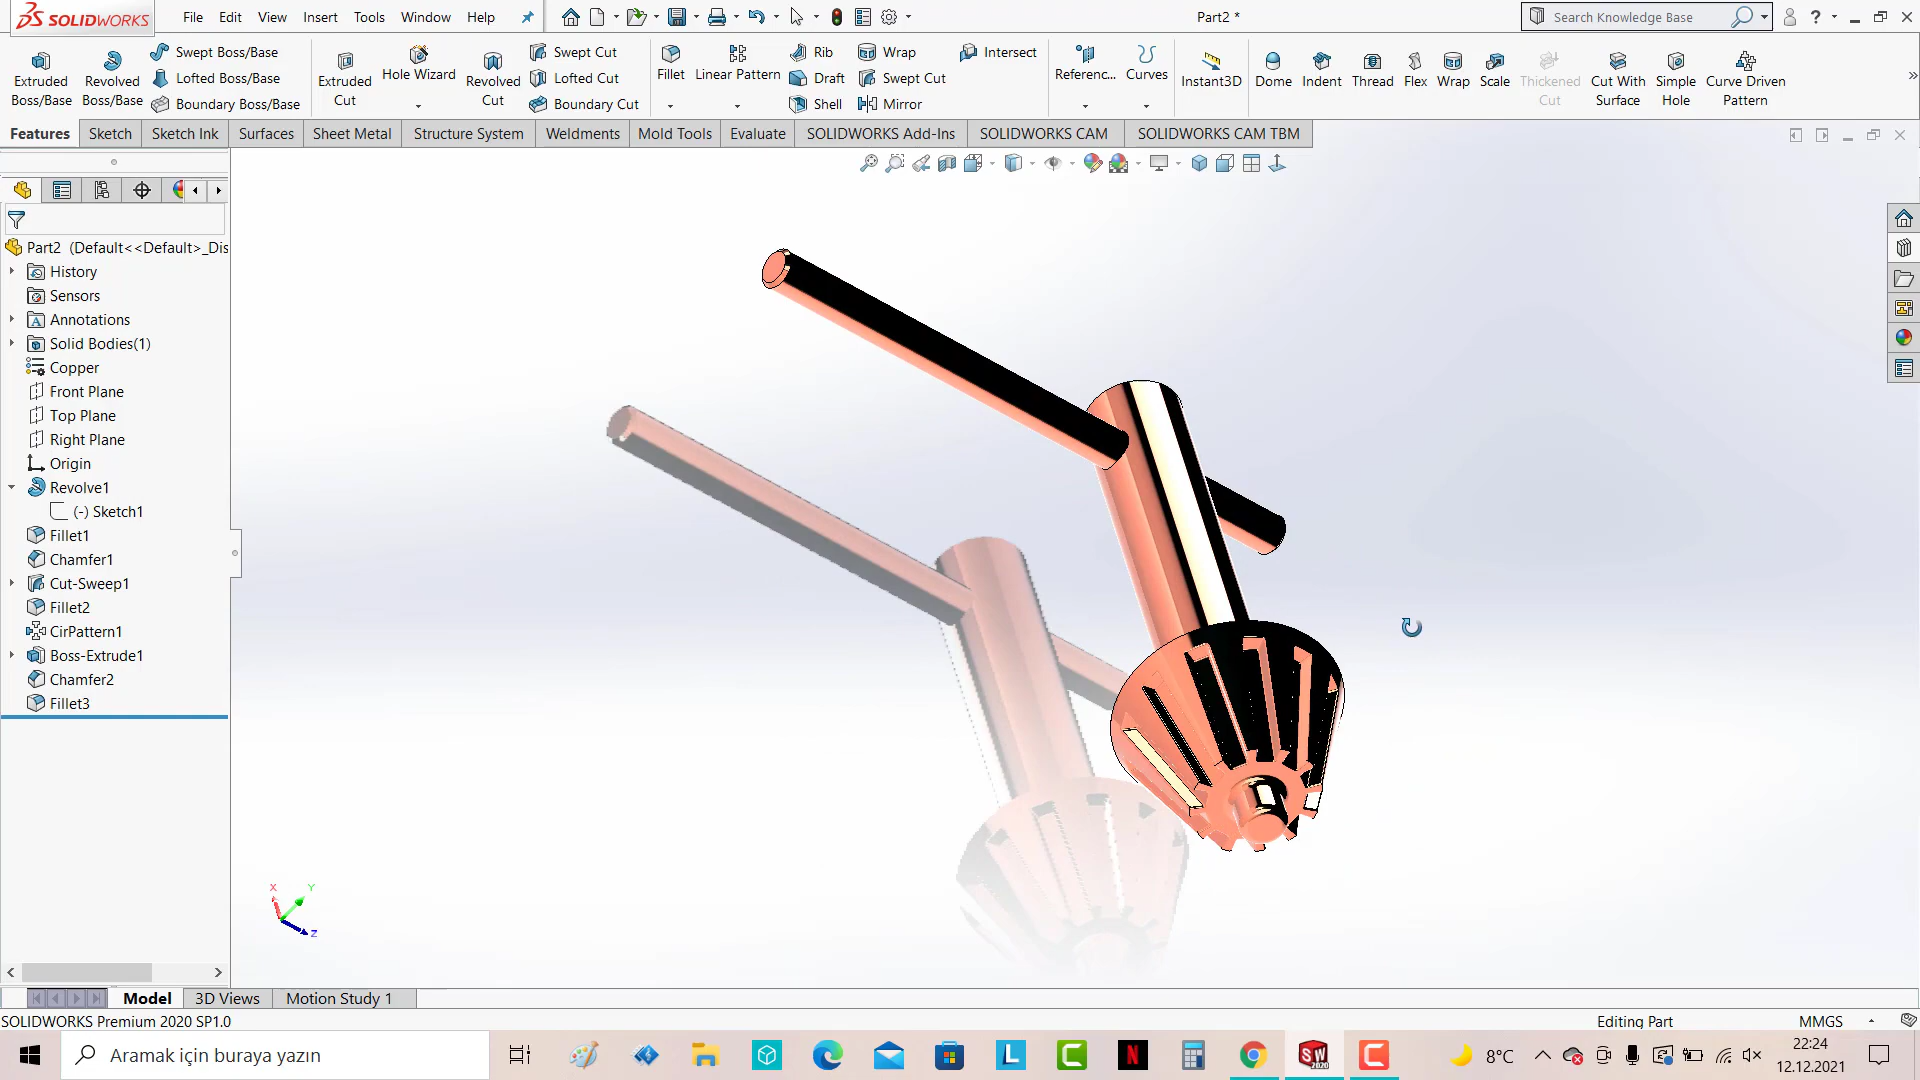 SOLIDWORKS File Edit View Insert Tools Window Help Part2 * Search Knowledge Base ?
Extruded Boss/Base
Revolved Boss/Base
Swept Boss/Base
Lofted Boss/Base
Boundary Boss/Base
Extruded Cut
Hole Wizard
Revolved Cut
Swept Cut
Lofted Cut
Boundary Cut
Fillet
Linear Pattern
Rib
Draft
Shell
Wrap
Swept Cut
Mirror
Intersect
Referenc...
Curves
Instant3D
Dome
Indent
Thread
Flex
Wrap
Scale
Thickened Cut
Cut With Surface
Simple Hole
Curve Driven Pattern
Features Sketch Sketch Ink Surfaces Sheet Metal Structure System Weldments Mold Tools Evaluate SOLIDWORKS Add-Ins SOLIDWORKS CAM SOLIDWORKS CAM TBM
Part2 (Default<<Default>_Dis
History
Sensors
Annotations
Solid Bodies(1)
Copper
Front Plane
Top Plane
Right Plane
Origin
Revolve1
(-) Sketch1
Fillet1
Chamfer1
Cut-Sweep1
Fillet2
CirPattern1
Boss-Extrude1
Chamfer2
Fillet3
X Y
Z
Model 3D Views Motion Study 1
SOLIDWORKS Premium 2020 SP1.0 Editing Part MMGS
Aramak için buraya yazın 8°C 22:24
12.12.2021